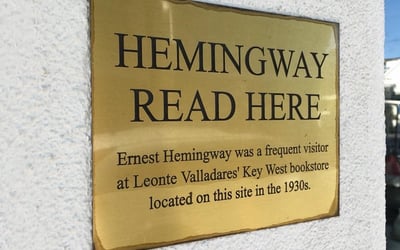 HEMINGWAY
READ HERE
Ernest Hemingway was a frequent visitor
at Leonte Valladares' Key West bookstore
located on this site in the 1930s.